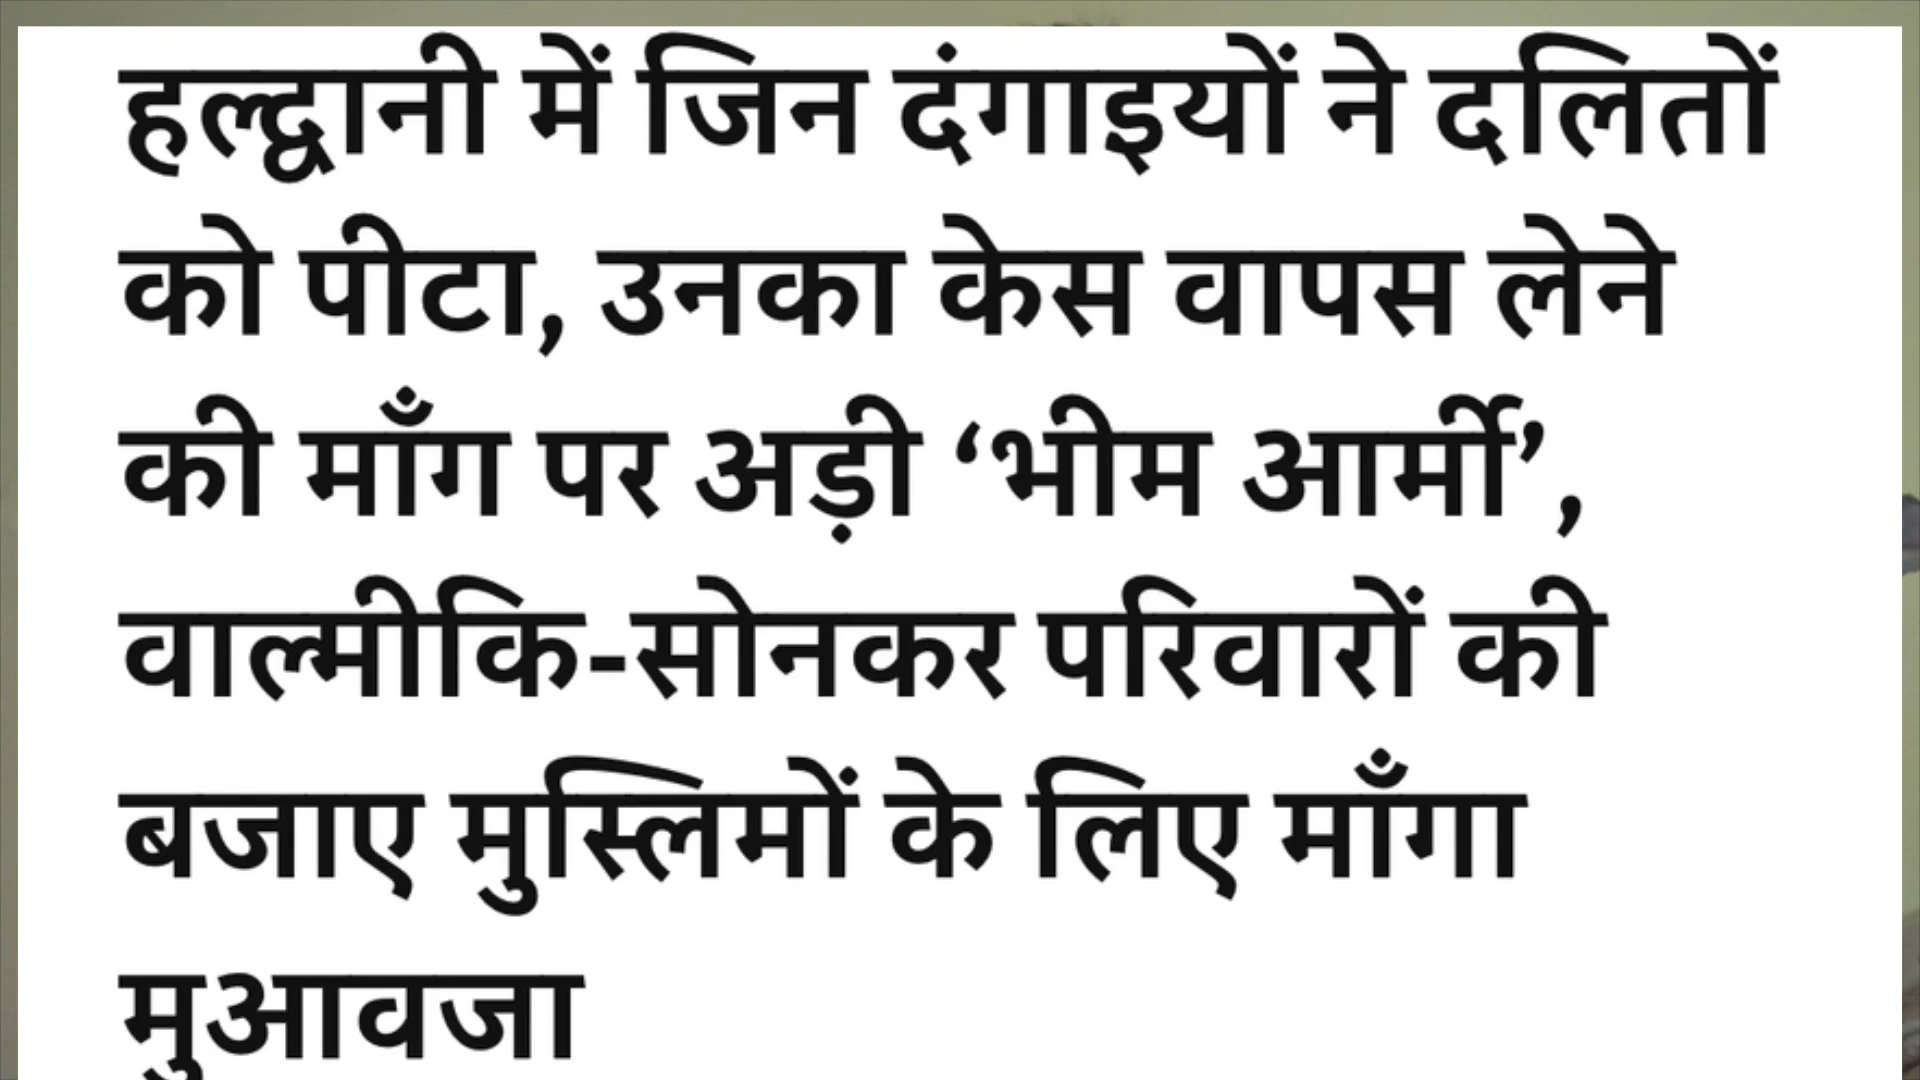 हल्द्वानी में जिन दंगाइयों ने दलितों
को पीटा, उनका केस वापस लेने
की माँग पर अड़ी ‘भीम आर्मी’,
वाल्मीकि-सोनकर परिवारों की
बजाए मुस्लिमों के लिए माँगा
मुआवजा